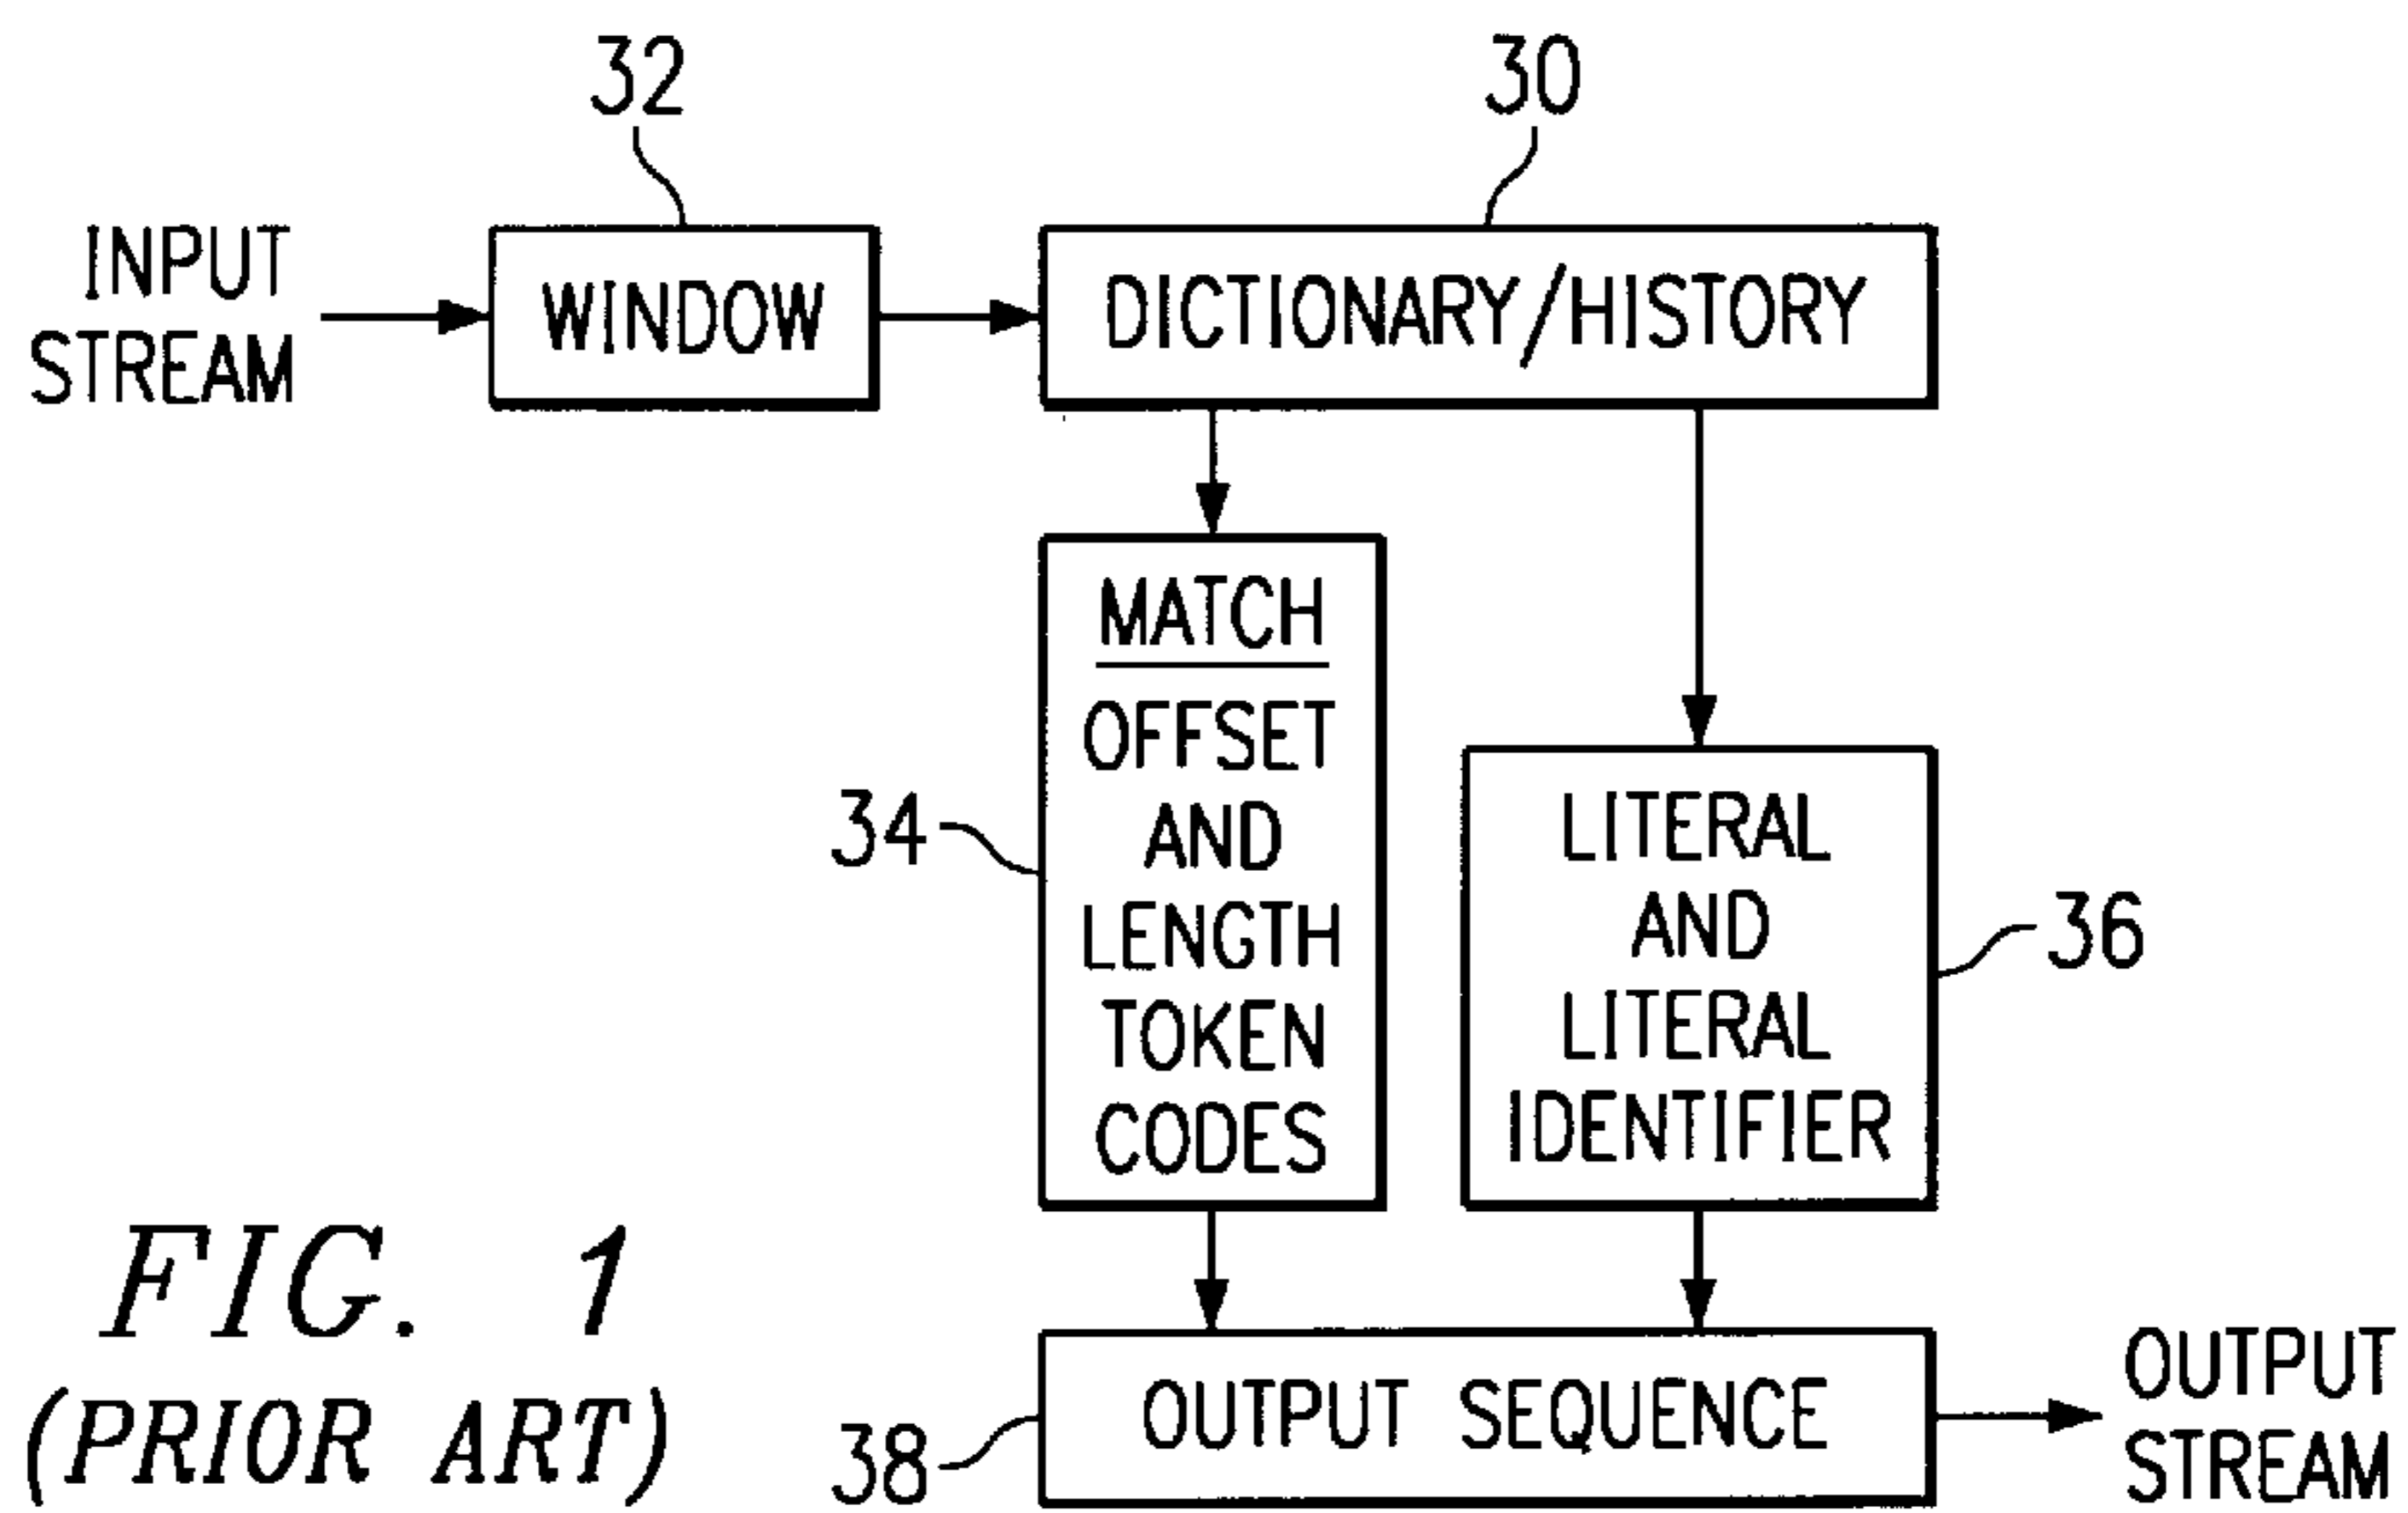 32
30
INPUT
STREAM
WINDOW
DICTIONARY/HISTORY
MATCH
OFFSET
AND
LENGTH
TOKEN
CODES
34
LITERAL
AND
LITERAL
IDENTIFIER
36
OUTPUT SEQUENCE
38
OUTPUT
STREAM
FIG. 1
(PRIOR ART)